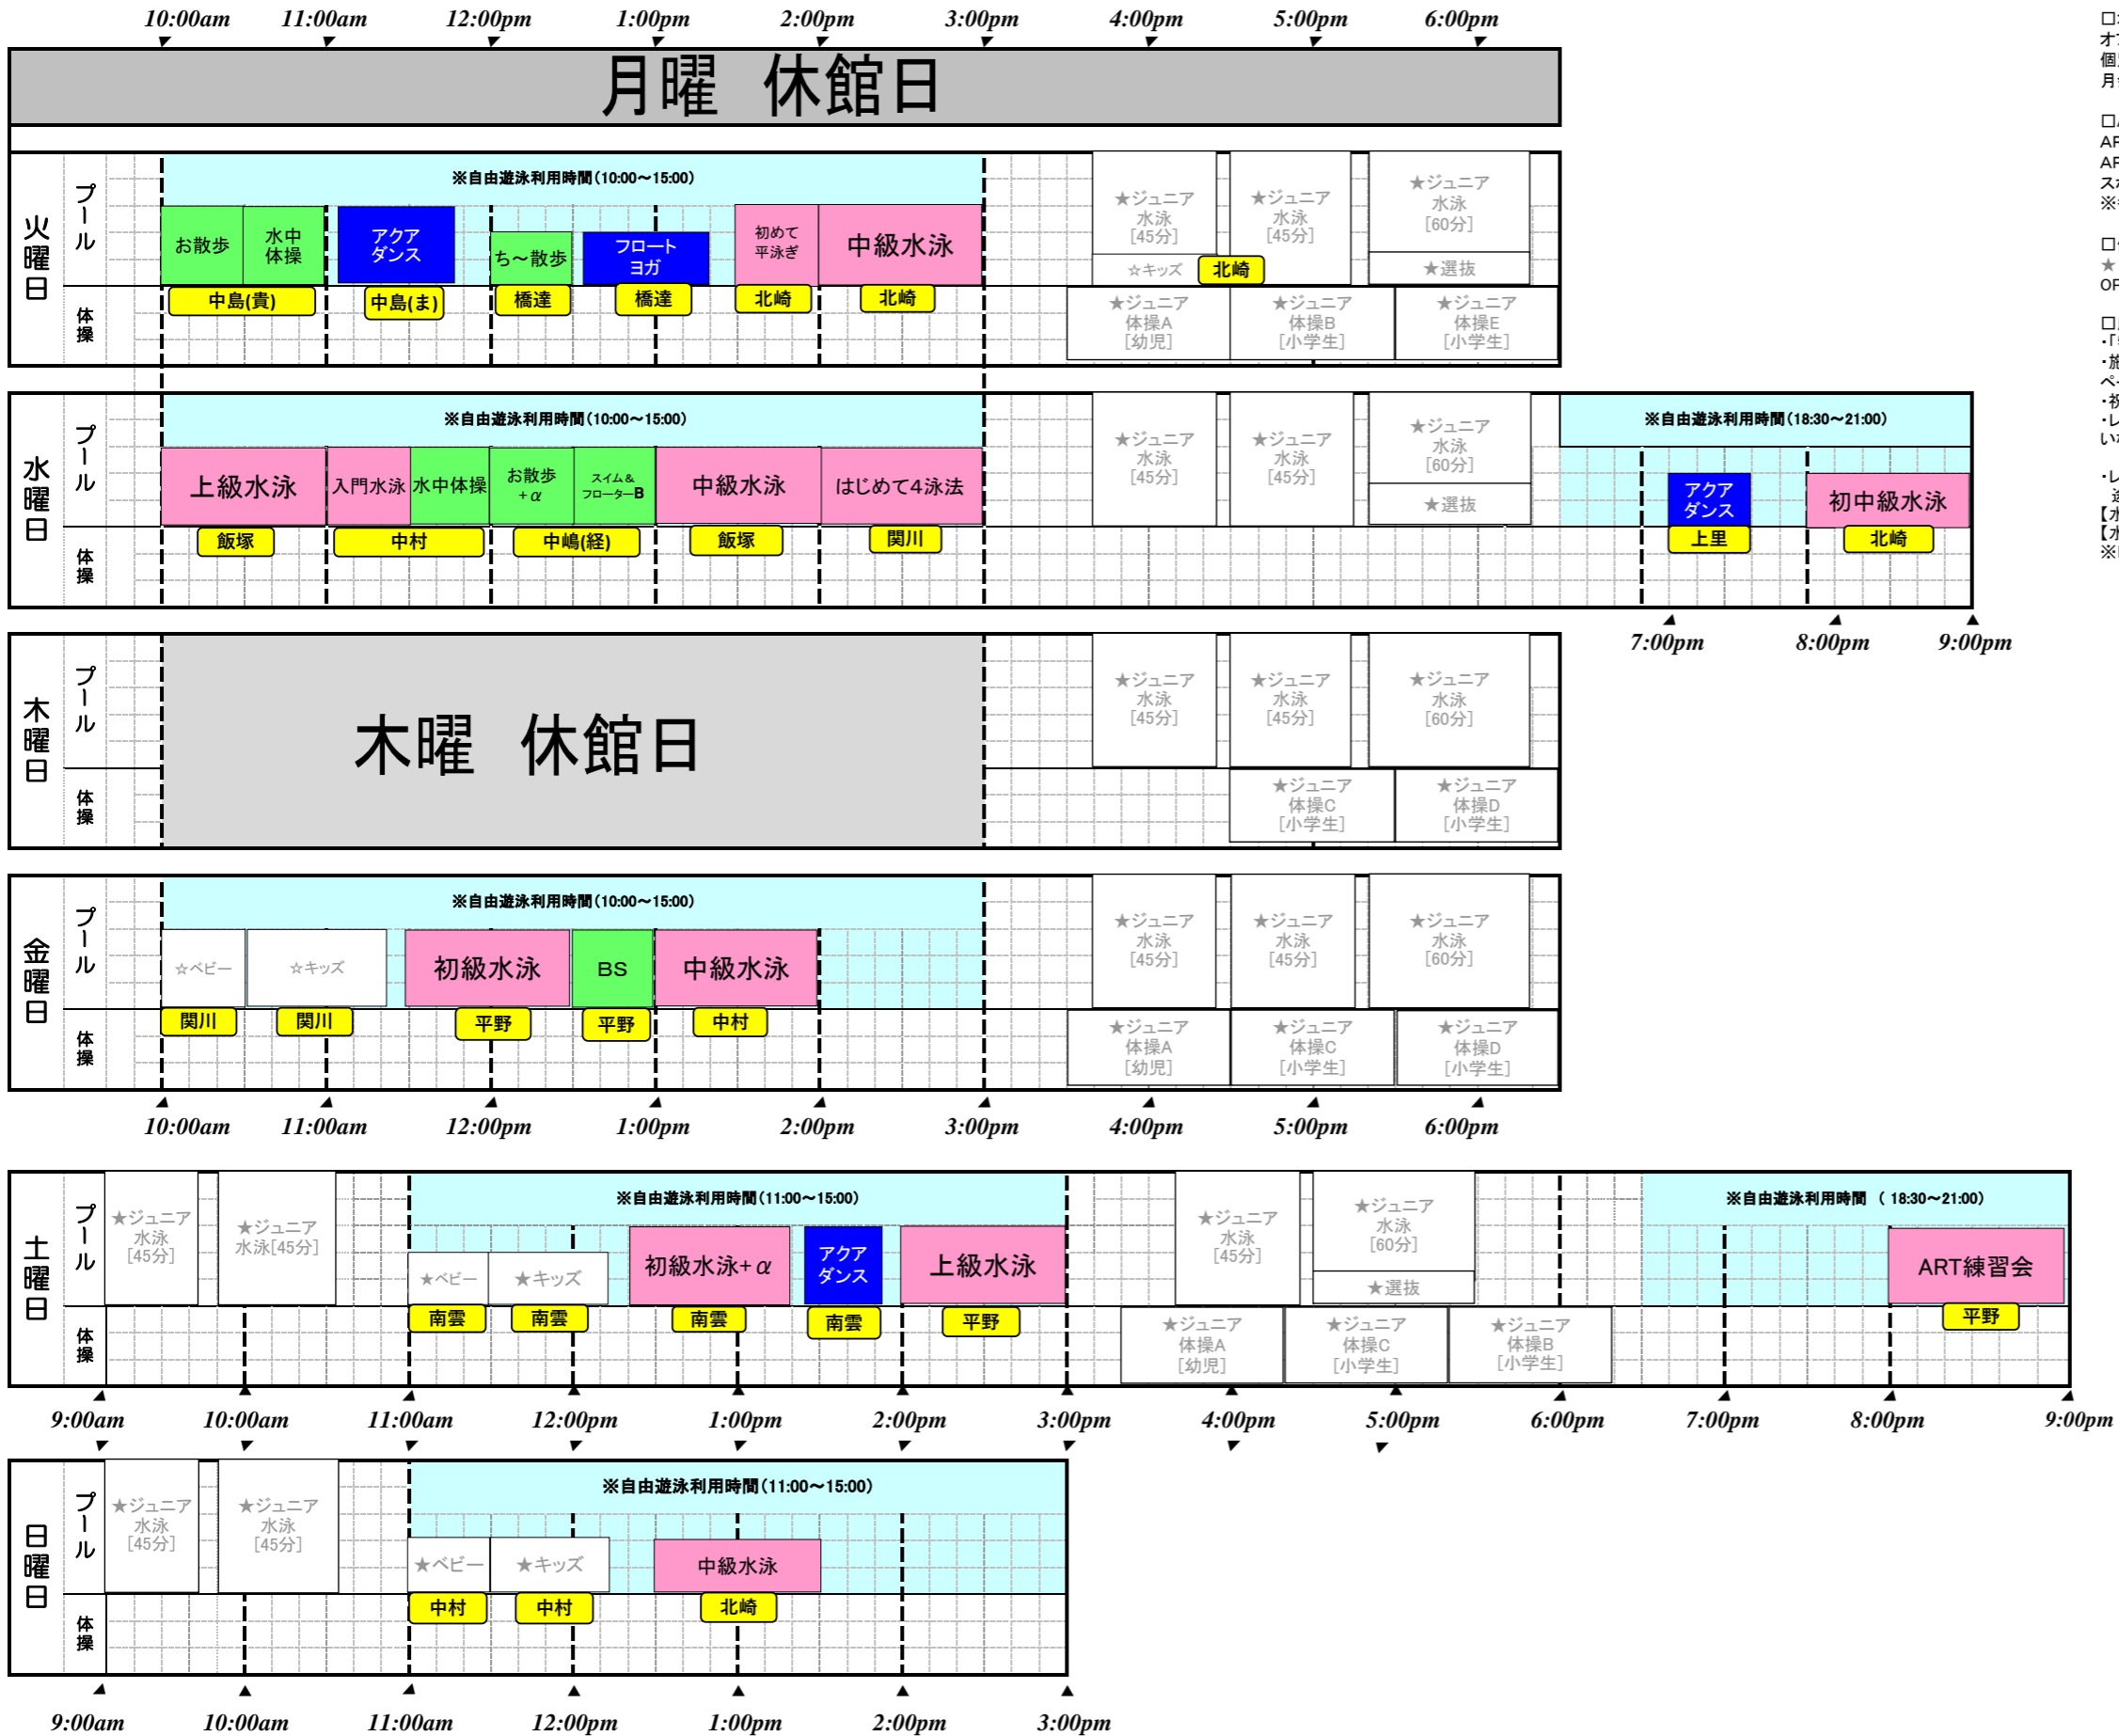 10:00am 11:00am 12:00pm 1:00pm 2:00pm 3:00pm 4:00pm 5:00pm 6:00pm
月曜 休館日
火曜日
プール
体操
※自由遊泳利用時間(10:00～15:00)
お散歩
水中
体操
アクア
ダンス
ち～散歩
フロート
ヨガ
初めて
平泳ぎ
中級水泳
★ジュニア
水泳
[45分]
☆キッズ
★ジュニア
水泳
[45分]
★ジュニア
水泳
[60分]
★選抜
中島(貴)
中島(ま)
橋達
橋達
北崎
北崎
北崎
★ジュニア
体操A
[幼児]
★ジュニア
体操B
[小学生]
★ジュニア
体操E
[小学生]
水曜日
プール
体操
※自由遊泳利用時間(10:00～15:00)
上級水泳
入門水泳
水中体操
お散歩
+α
スイム&
フローターB
中級水泳
はじめて4泳法
★ジュニア
水泳
[45分]
★ジュニア
水泳
[45分]
★ジュニア
水泳
[60分]
★選抜
※自由遊泳利用時間(18:30～21:00)
アクア
ダンス
初中級水泳
飯塚
中村
中嶋(経)
飯塚
関川
上里
北崎
7:00pm 8:00pm 9:00pm
木曜日
プール
体操
木曜 休館日
★ジュニア
水泳
[45分]
★ジュニア
水泳
[45分]
★ジュニア
水泳
[60分]
★ジュニア
体操C
[小学生]
★ジュニア
体操D
[小学生]
金曜日
プール
体操
※自由遊泳利用時間(10:00～15:00)
☆ベビー
☆キッズ
初級水泳
BS
中級水泳
★ジュニア
水泳
[45分]
★ジュニア
水泳
[45分]
★ジュニア
水泳
[60分]
関川
関川
平野
平野
中村
★ジュニア
体操A
[幼児]
★ジュニア
体操C
[小学生]
★ジュニア
体操D
[小学生]
10:00am 11:00am 12:00pm 1:00pm 2:00pm 3:00pm 4:00pm 5:00pm 6:00pm
土曜日
プール
体操
★ジュニア
水泳
[45分]
★ジュニア
水泳[45分]
※自由遊泳利用時間(11:00～15:00)
★ベビー
★キッズ
初級水泳+α
アクア
ダンス
上級水泳
★ジュニア
水泳
[45分]
★ジュニア
水泳
[60分]
★選抜
※自由遊泳利用時間 ( 18:30～21:00)
ART練習会
南雲
南雲
南雲
南雲
平野
平野
★ジュニア
体操A
[幼児]
★ジュニア
体操C
[小学生]
★ジュニア
体操B
[小学生]
9:00am 10:00am 11:00am 12:00pm 1:00pm 2:00pm 3:00pm 4:00pm 5:00pm 6:00pm 7:00pm 8:00pm 9:00pm
日曜日
プール
体操
★ジュニア
水泳
[45分]
★ジュニア
水泳
[45分]
※自由遊泳利用時間(11:00～15:00)
★ベビー
★キッズ
中級水泳
中村
中村
北崎
9:00am 10:00am 11:00am 12:00pm 1:00pm 2:00pm 3:00pm